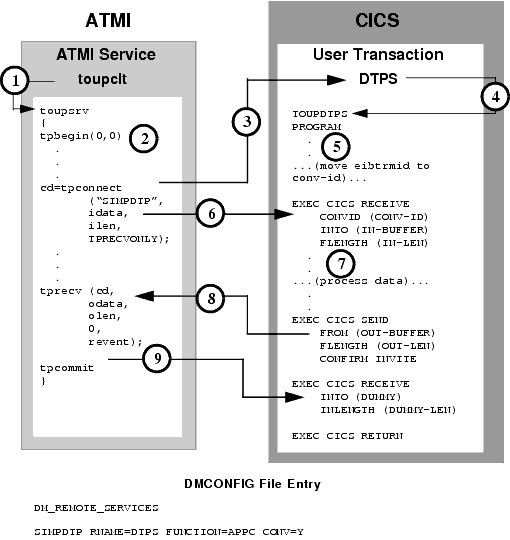 ATMI
CICS
ATMI Service
toupclt
User Transaction
DTPS
1
2
3
4
5
6
7
8
9
toupsrv
{
tpbegin(0,0)
.
.
.
cd=tpconnect
("SIMPDTP",
idata,
ilen,
TPRECVONLY);
.
.
.
tprecv (cd,
odata,
olen,
0,
revent);
tpcommit
}
TOUPDTPS
PROGRAM
.
.
...(move eibtrmid to
conv-id)...
EXEC CICS RECEIVE
CONVID (CONV-ID)
INTO (IN-BUFFER)
FLENGTH (IN-LEN)
.
.
...(process data)...
.
.
EXEC CICS SEND
FROM (OUT-BUFFER)
FLENGTH (OUT-LEN)
CONFIRM INVITE
EXEC CICS RECEIVE
INTO (DUMMY)
INLENGTH (DUMMY-LEN)
EXEC CICS RETURN
DMCONFIG File Entry
DM_REMOTE_SERVICES
SIMPDTP RNAME=DTPS FUNCTION=APPC CONV=Y